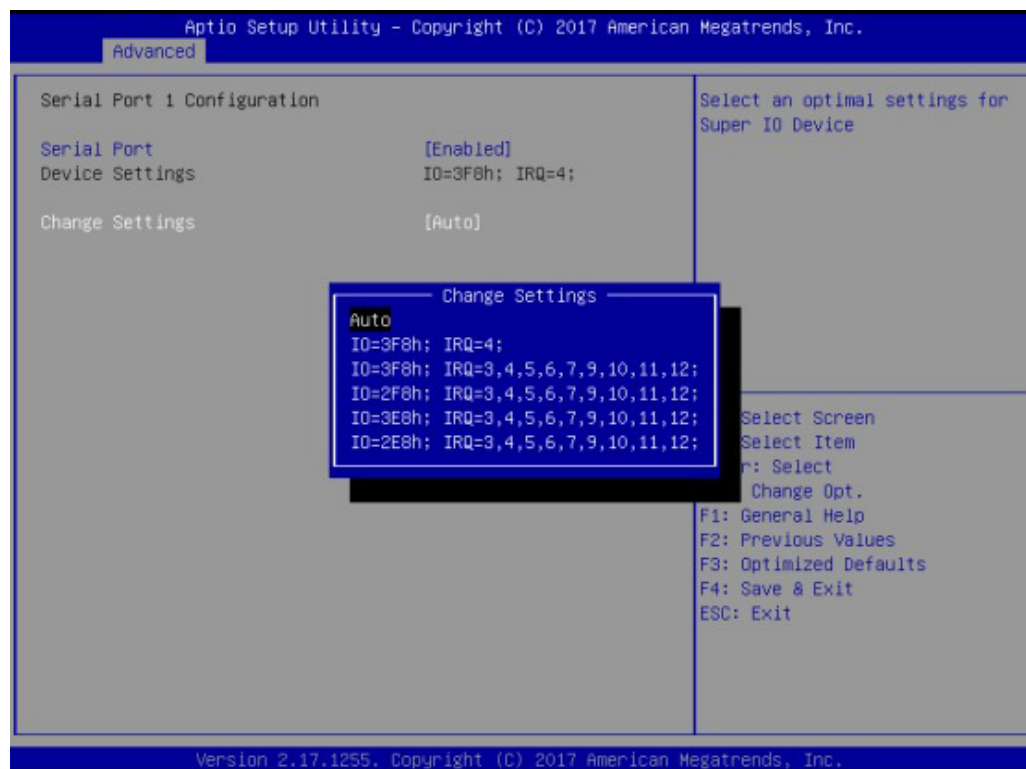 Aptio Setup Utility – Copyright (C) 2017 American Megatrends, Inc.
Advanced
Serial Port 1 Configuration
Serial Port [Enabled]
Device Settings IO=3F8h; IRQ=4;
Change Settings [Auto]
Select an optimal settings for
Super IO Device
Change Settings
Auto
IO=3F8h; IRQ=4;
IO=3F8h; IRQ=3,4,5,6,7,9,10,11,12;
IO=2F8h; IRQ=3,4,5,6,7,9,10,11,12;
IO=3E8h; IRQ=3,4,5,6,7,9,10,11,12;
IO=2E8h; IRQ=3,4,5,6,7,9,10,11,12;
Select Screen
Select Item
r: Select
Change Opt.
F1: General Help
F2: Previous Values
F3: Optimized Defaults
F4: Save & Exit
ESC: Exit
Version 2.17.1255. Copyright (C) 2017 American Megatrends, Inc.